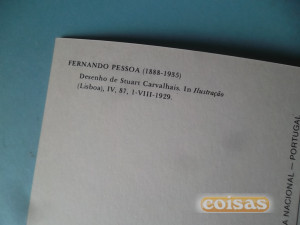 FERNANDO PESSOA (1888-1935)
Desenho de Stuart Carvalhais. In Ilustração
(Lisboa), IV, 87, 1-VIII-1929.
A NACIONAL — PORTUGAL
coisas